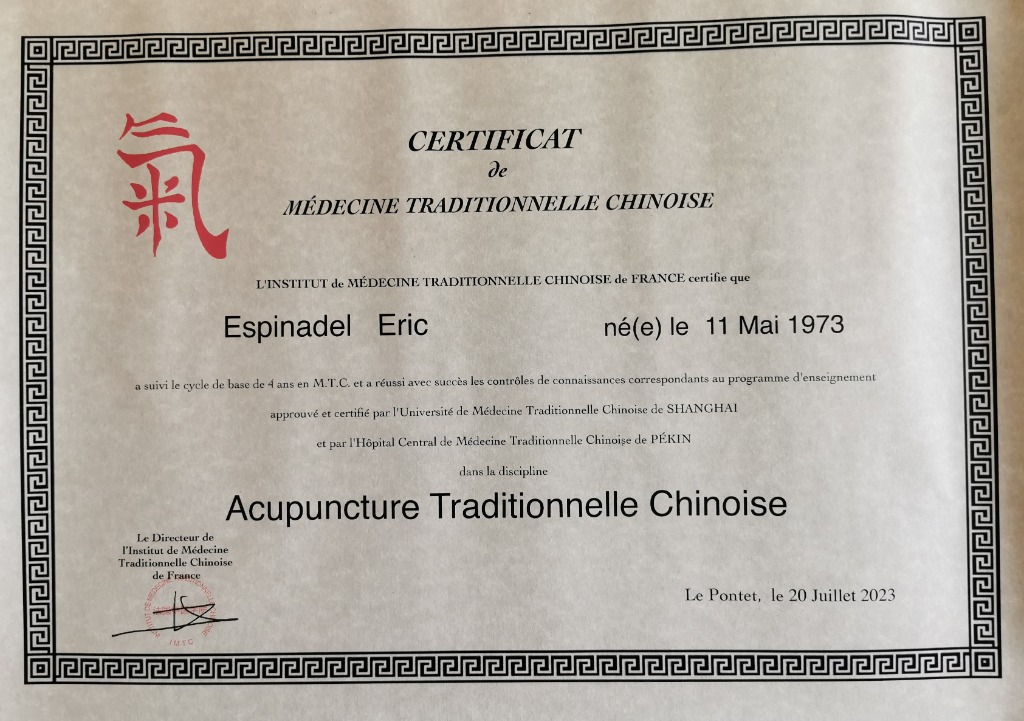 氣
CERTIFICAT
de
MÉDECINE TRADITIONNELLE CHINOISE
L'INSTITUT de MÉDECINE TRADITIONNELLE CHINOISE de FRANCE certifie que
Espinadel Eric né(e) le 11 Mai 1973
a suivi le cycle de base de 4 ans en M.T.C. et a réussi avec succès les contrôles de connaissances correspondants au programme d'enseignement
approuvé et certifié par l'Université de Médecine Traditionnelle Chinoise de SHANGHAI
et par l'Hôpital Central de Médecine Traditionnelle Chinoise de PÉKIN
dans la discipline
Acupuncture Traditionnelle Chinoise
Le Directeur de
l'Institut de Médecine
Traditionnelle Chinoise
de France
Le Pontet, le 20 Juillet 2023